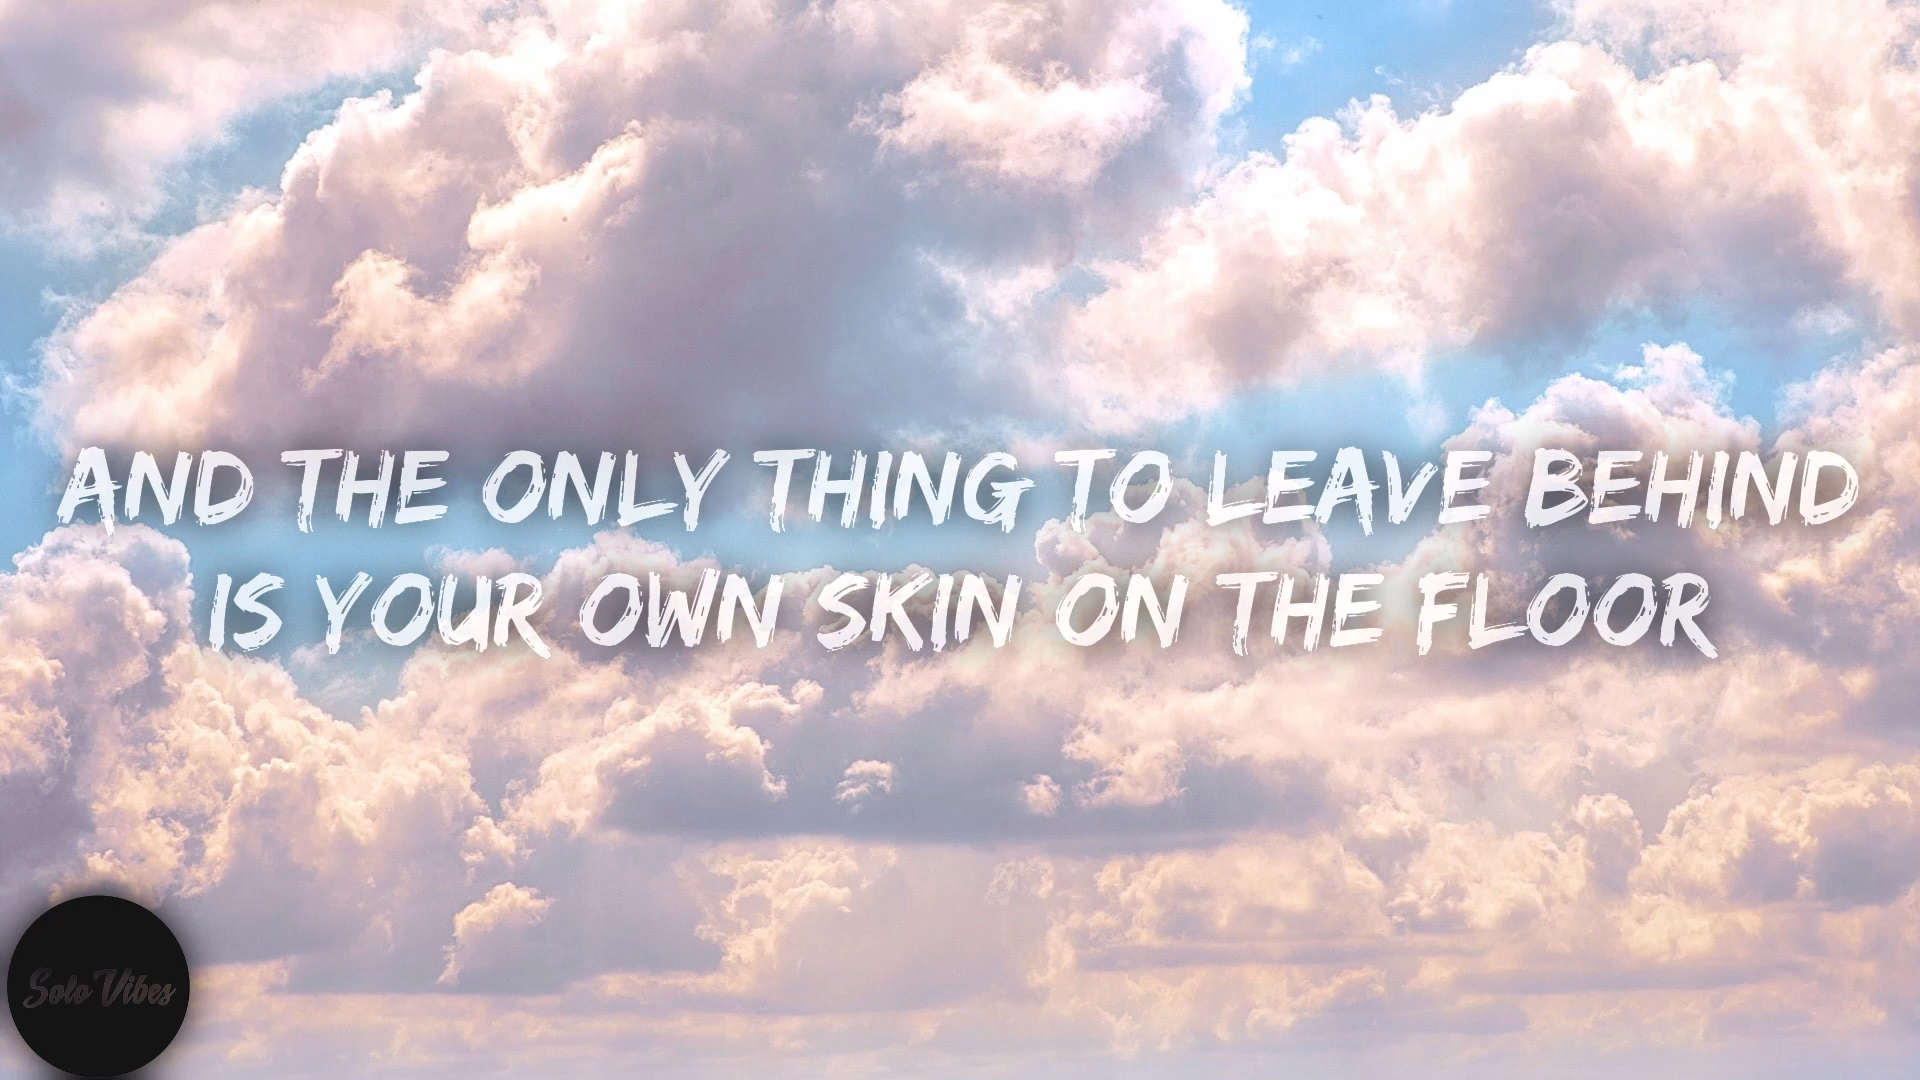 AND THE ONLY THING TO LEAVE BEHIND
IS YOUR OWN SKIN ON THE FLOOR
Solo Vibes